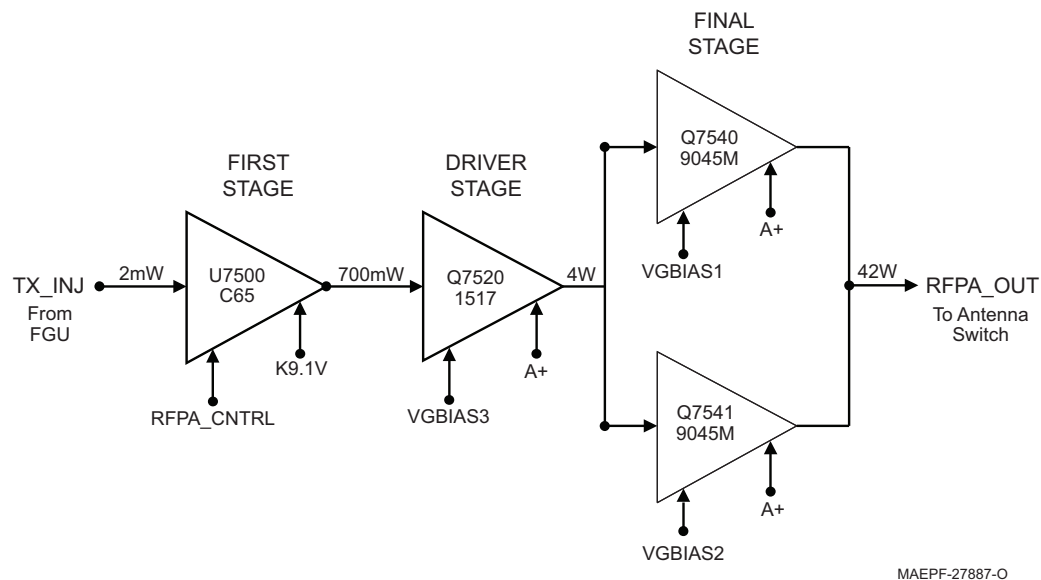 FINAL
STAGE
Q7540
9045M
FIRST
STAGE
DRIVER
STAGE
A+
VGBIAS1
TX_INJ
2mW
U7500
C65
700mW
Q7520
1517
4W
42W
RFPA_OUT
From
FGU
To Antenna
Switch
K9.1V
A+
RFPA_CNTRL
VGBIAS3
Q7541
9045M
A+
VGBIAS2
MAEPF-27887-O